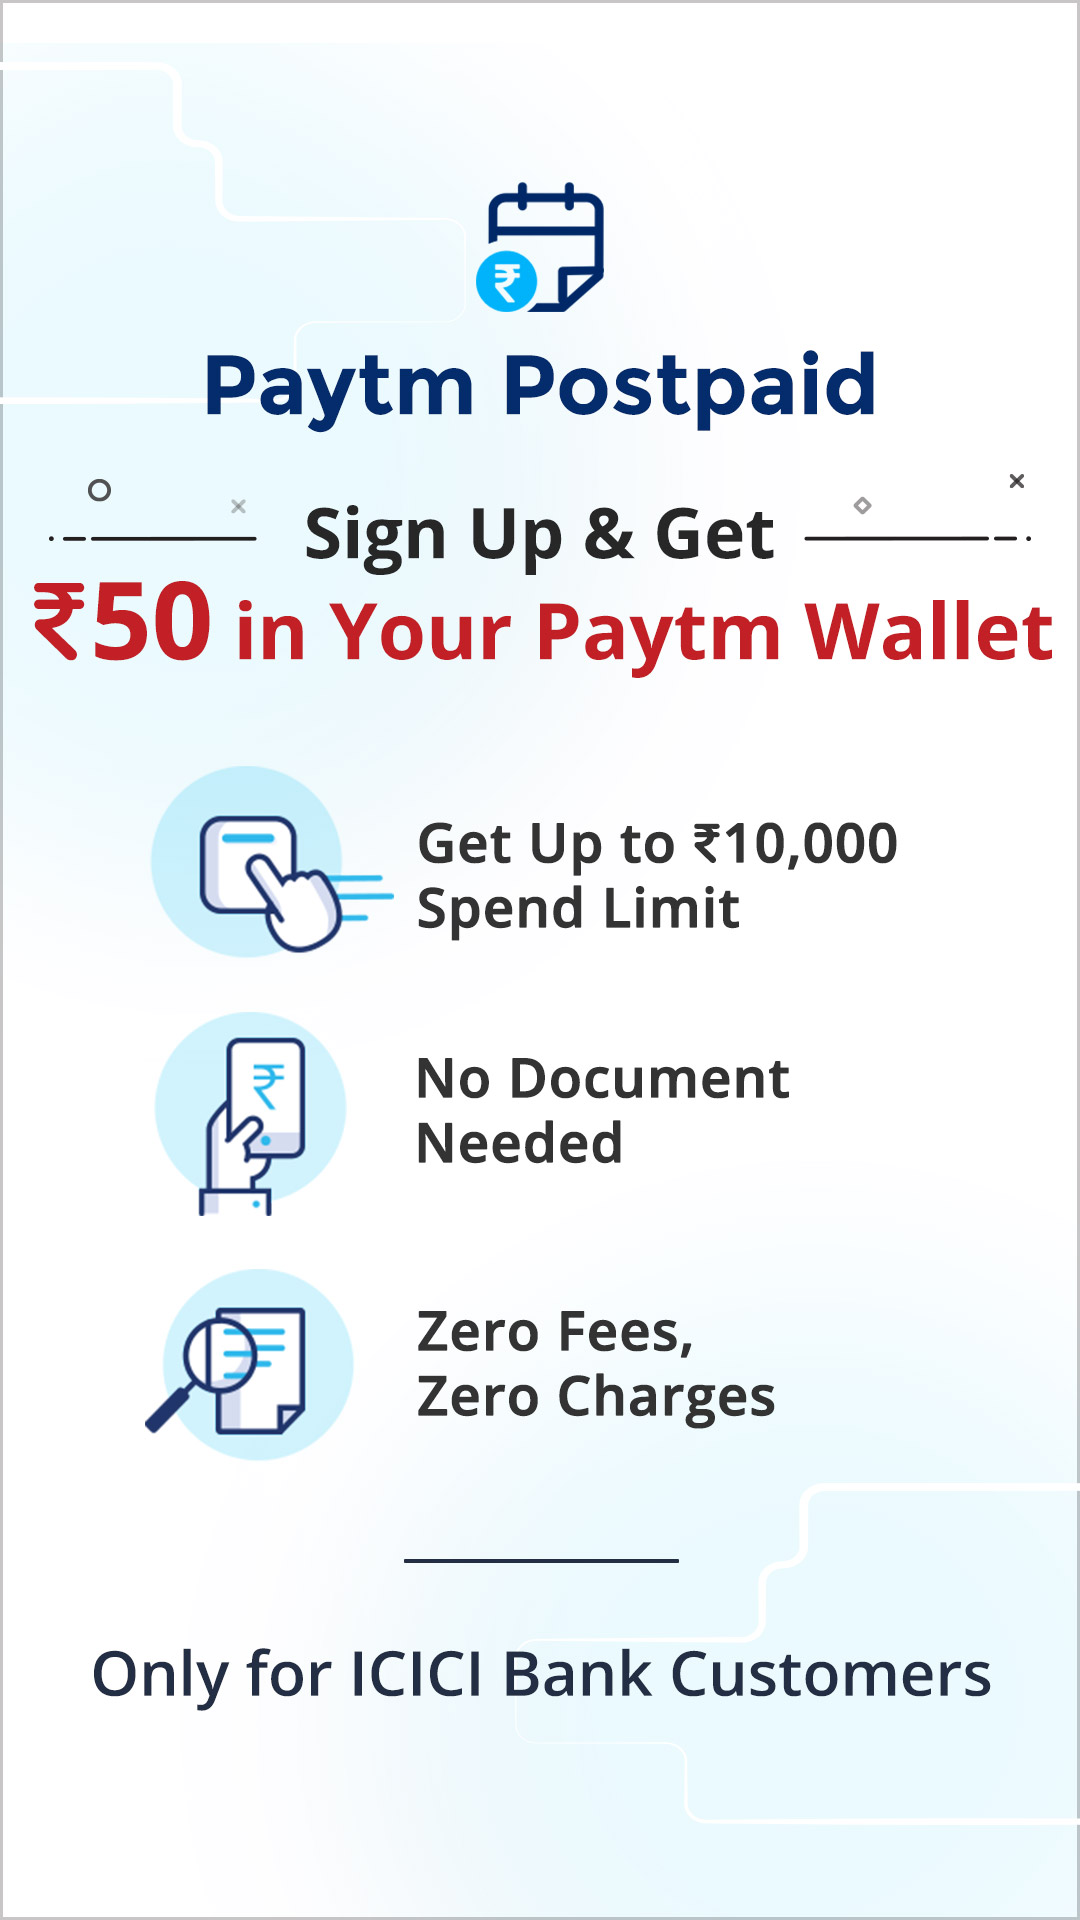 Paytm Postpaid
Sign Up & Get
₹50 in Your Paytm Wallet
Get Up to ₹10,000
Spend Limit
₹
No Document
Needed
Zero Fees,
Zero Charges
Only for ICICI Bank Customers